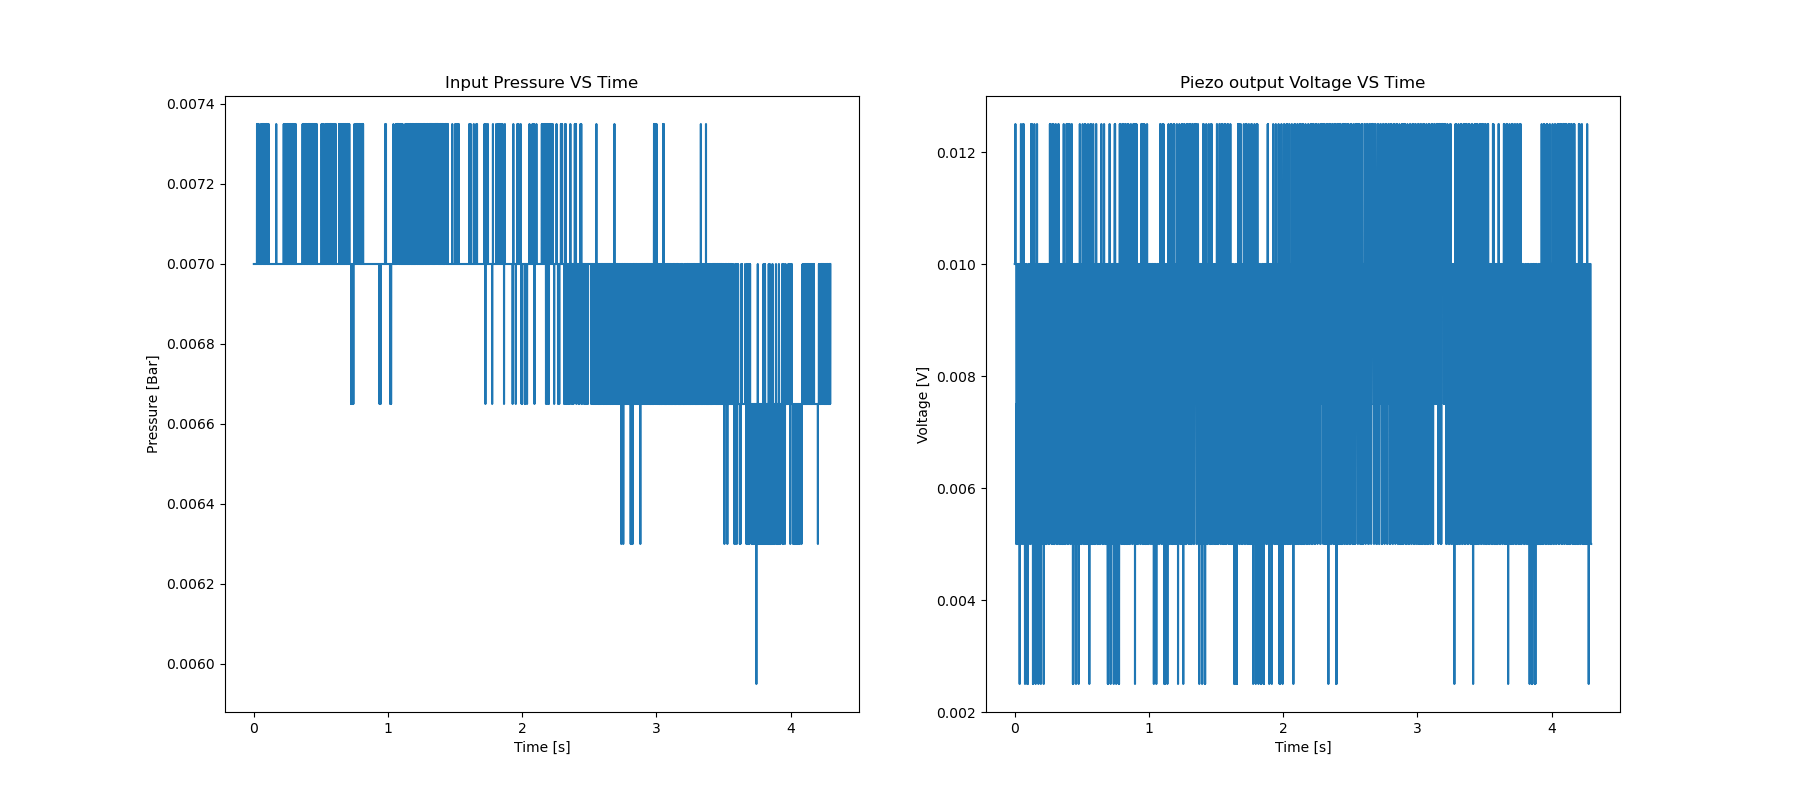 Input Pressure VS Time
Pressure [Bar]
0.0074
0.0072
0.0070
0.0068
0.0066
0.0064
0.0062
0.0060
0 1 2 3 4
Time [s]
Piezo output Voltage VS Time
Voltage [V]
0.012
0.010
0.008
0.006
0.004
0.002
0 1 2 3 4
Time [s]